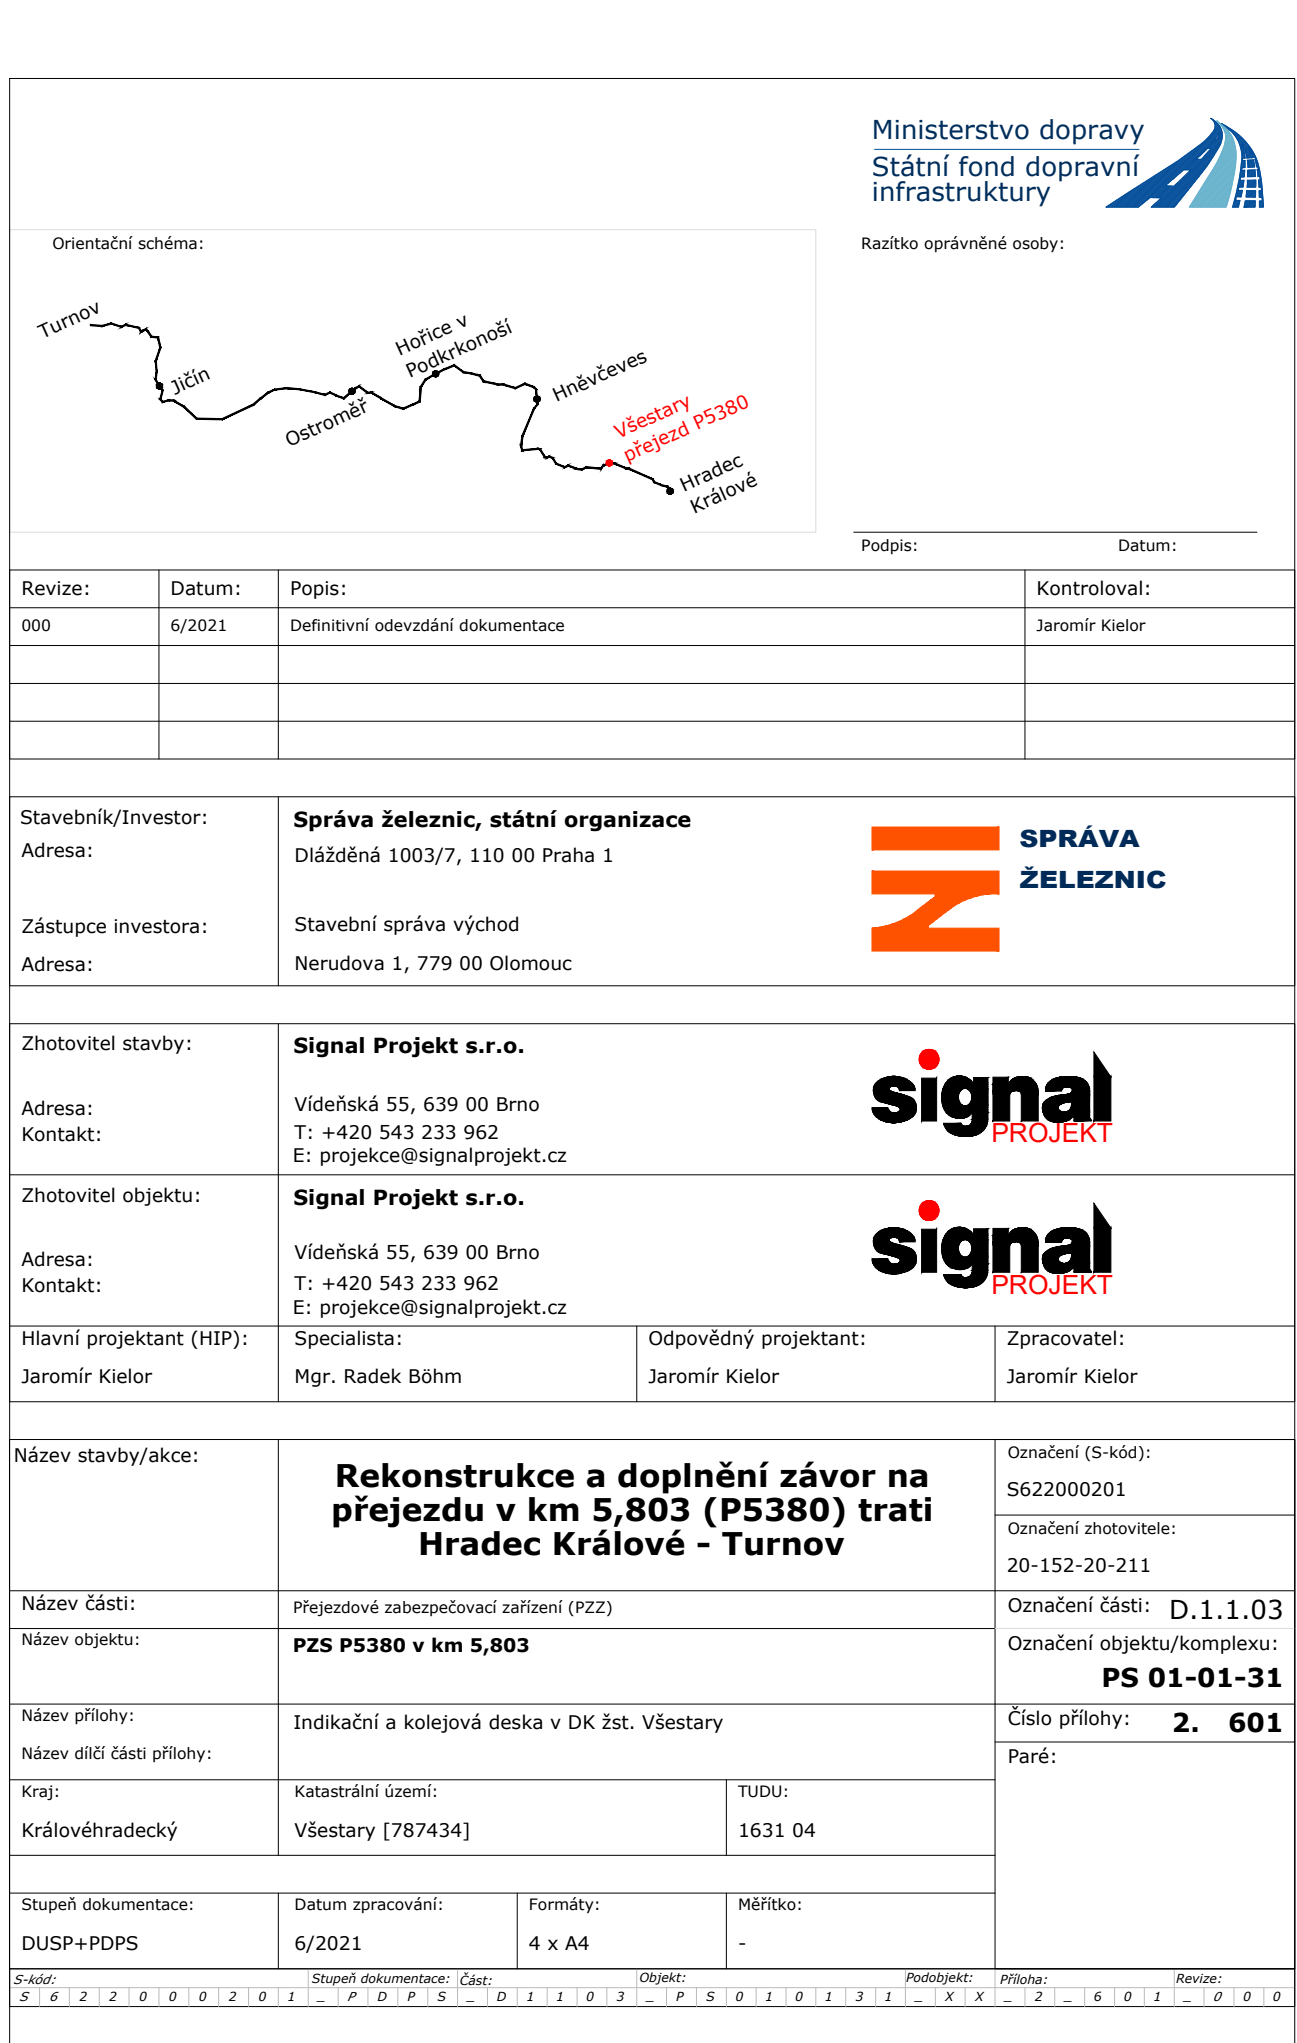 Ministerstvo dopravy
Státní fond dopravní
infrastruktury
Orientační schéma:
Razítko oprávněné osoby:
Turnov
Jičín
Ostroměř
Hořice v
Podkrkonoší
Hněvčeves
Všestary
přejezd P5380
Hradec
Králové
Podpis: Datum:
Revize: Datum: Popis: Kontroloval:
000 6/2021 Definitivní odevzdání dokumentace Jaromír Kielor
Stavebník/Investor: Správa železnic, státní organizace
Adresa: Dlážděná 1003/7, 110 00 Praha 1
SPRÁVA
ŽELEZNIC
Zástupce investora: Stavební správa východ
Adresa: Nerudova 1, 779 00 Olomouc
Zhotovitel stavby: Signal Projekt s.r.o.
Adresa: Vídeňská 55, 639 00 Brno
Kontakt: T: +420 543 233 962
E: projekce@signalprojekt.cz
signal
PROJEKT
Zhotovitel objektu: Signal Projekt s.r.o.
Adresa: Vídeňská 55, 639 00 Brno
Kontakt: T: +420 543 233 962
E: projekce@signalprojekt.cz
signal
PROJEKT
Hlavní projektant (HIP): Specialista: Odpovědný projektant: Zpracovatel:
Jaromír Kielor Mgr. Radek Böhm Jaromír Kielor Jaromír Kielor
Název stavby/akce:
Rekonstrukce a doplnění závor na
přejezdu v km 5,803 (P5380) trati
Hradec Králové - Turnov
Označení (S-kód):
S622000201
Označení zhotovitele:
20-152-20-211
Název části: Přejezdové zabezpečovací zařízení (PZZ) Označení části: D.1.1.03
Název objektu: PZS P5380 v km 5,803 Označení objektu/komplexu:
PS 01-01-31
Název přílohy: Indikační a kolejová deska v DK žst. Všestary Číslo přílohy: 2. 601
Název dílčí části přílohy: Paré:
Kraj: Katastrální území: TUDU:
Královéhradecký Všestary [787434] 1631 04
Stupeň dokumentace: Datum zpracování: Formáty: Měřítko:
DUSP+PDPS 6/2021 4 x A4 -
S-kód: Stupeň dokumentace: Část: Objekt: Podobjekt: Příloha: Revize:
S 6 2 2 0 0 0 2 0 1 _ P D P S _ D 1 1 0 3 _ P S 0 1 0 1 3 1 _ X X _ 2 _ 6 0 1 _ 0 0 0